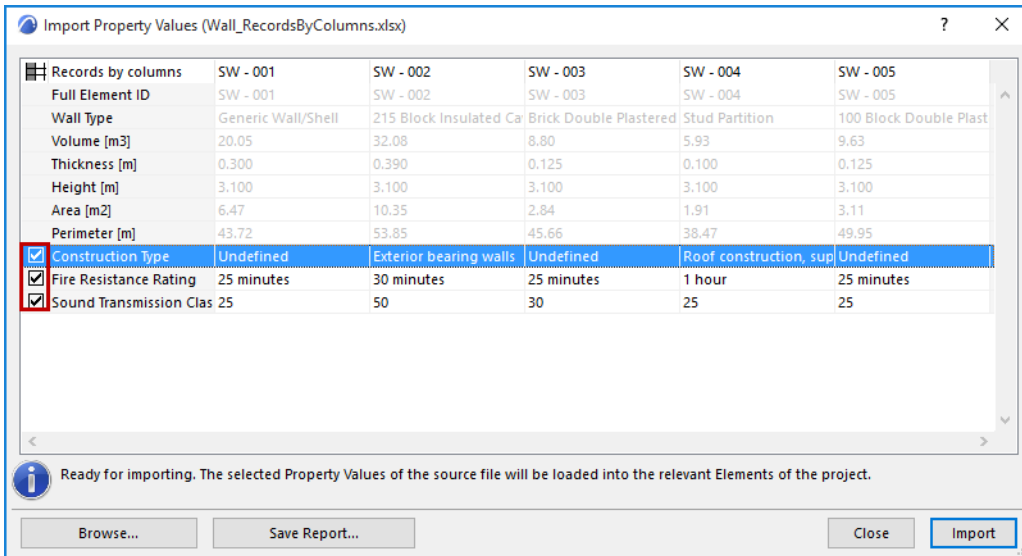 Import Property Values (Wall_RecordsByColumns.xlsx) ?
Records by columns SW - 001 SW - 002 SW - 003 SW - 004 SW - 005
Full Element ID SW - 001 SW - 002 SW - 003 SW - 004 SW - 005
Wall Type Generic Wall/Shell 215 Block Insulated Ca Brick Double Plastered Stud Partition 100 Block Double Plast
Volume [m3] 20.05 32.08 8.80 5.93 9.63
Thickness [m] 0.300 0.390 0.125 0.100 0.125
Height [m] 3.100 3.100 3.100 3.100 3.100
Area [m2] 6.47 10.35 2.84 1.91 3.11
Perimeter [m] 43.72 53.85 45.66 38.47 49.95
Construction Type Undefined Exterior bearing walls Undefined Roof construction, sup Undefined
Fire Resistance Rating 25 minutes 30 minutes 25 minutes 1 hour 25 minutes
Sound Transmission Clas 25 50 30 25 25
Ready for importing. The selected Property Values of the source file will be loaded into the relevant Elements of the project.
Browse... Save Report... Close Import